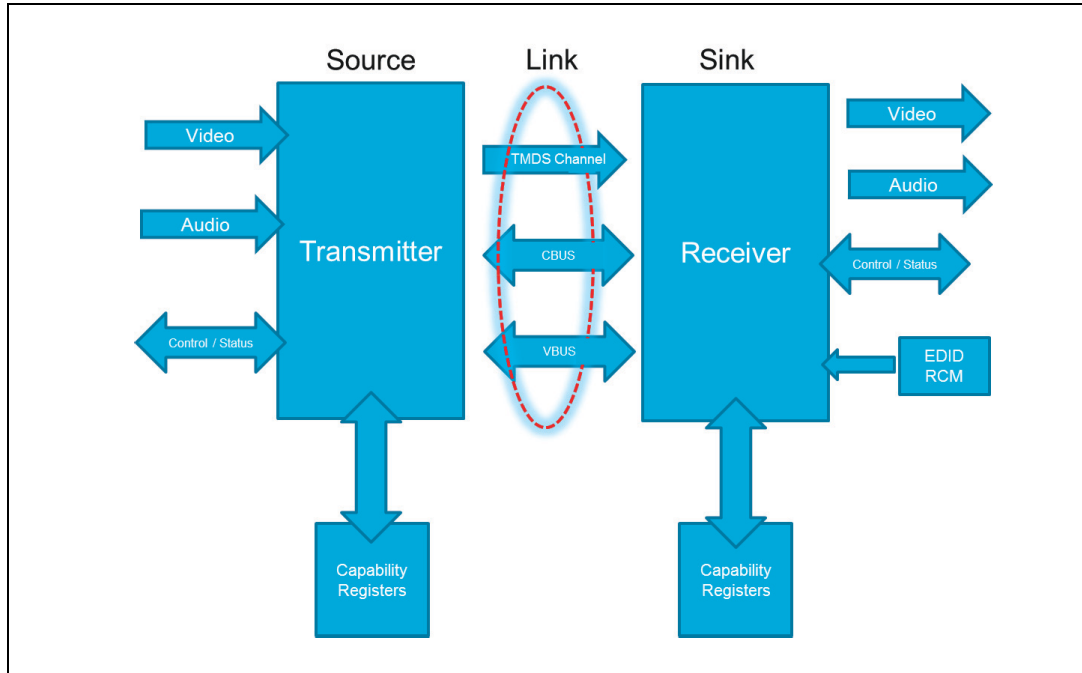 Source
Link
Sink
Video
Audio
Control / Status
Transmitter
TMDS Channel
CBUS
VBUS
Receiver
Video
Audio
Control / Status
EDID
RCM
Capability
Registers
Capability
Registers